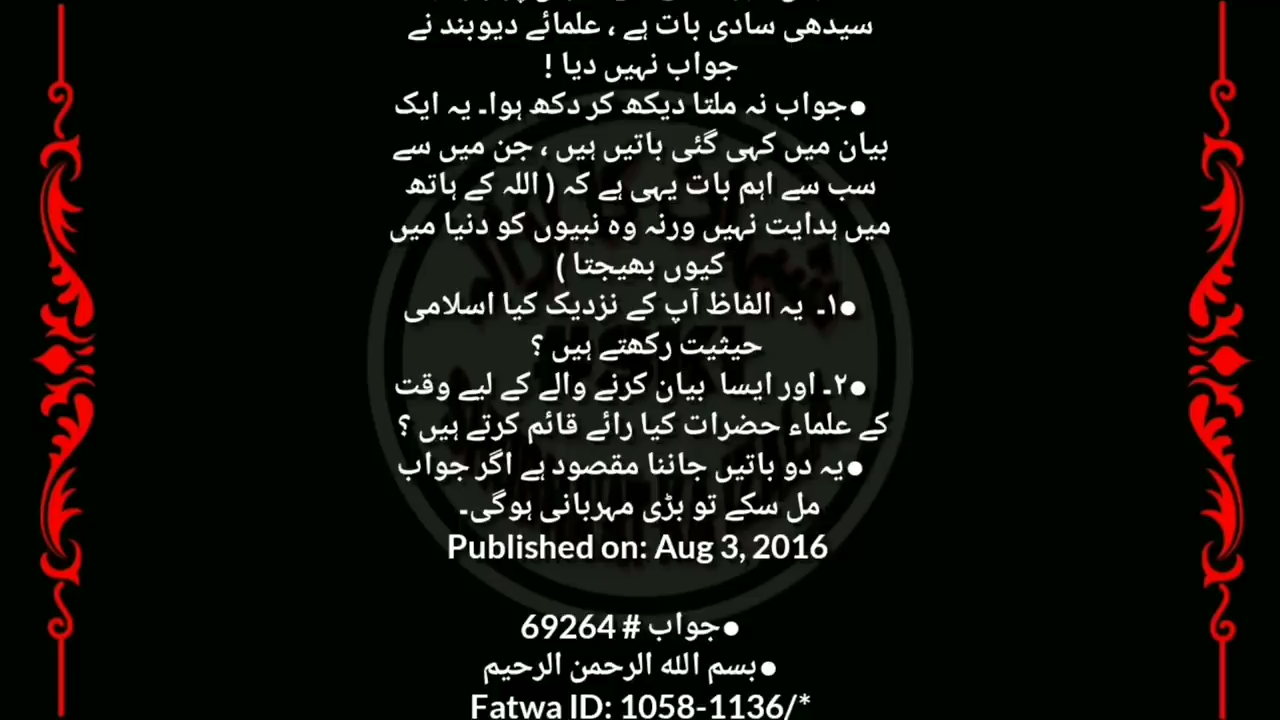 سیدھی سادی بات ہے ، علمائے دیوبند نے
جواب نہیں دیا !
●جواب نہ ملتا دیکھ کر دکھ ہوا۔ یہ ایک
بیان میں کہی گئی باتیں ہیں ، جن میں سے
سب سے اہم بات یہی ہے کہ ( اللہ کے ہاتھ
میں ہدایت نہیں ورنہ وہ نبیوں کو دنیا میں
کیوں بھیجتا )
●۱۔ یہ الفاظ آپ کے نزدیک کیا اسلامی
حیثیت رکھتے ہیں ؟
●۲۔ اور ایسا بیان کرنے والے کے لیے وقت
کے علماء حضرات کیا رائے قائم کرتے ہیں ؟
●یہ دو باتیں جاننا مقصود ہے اگر جواب
مل سکے تو بڑی مہربانی ہوگی۔
Published on: Aug 3, 2016
●جواب # 69264
●بسم الله الرحمن الرحيم
Fatwa ID: 1058-1136/*